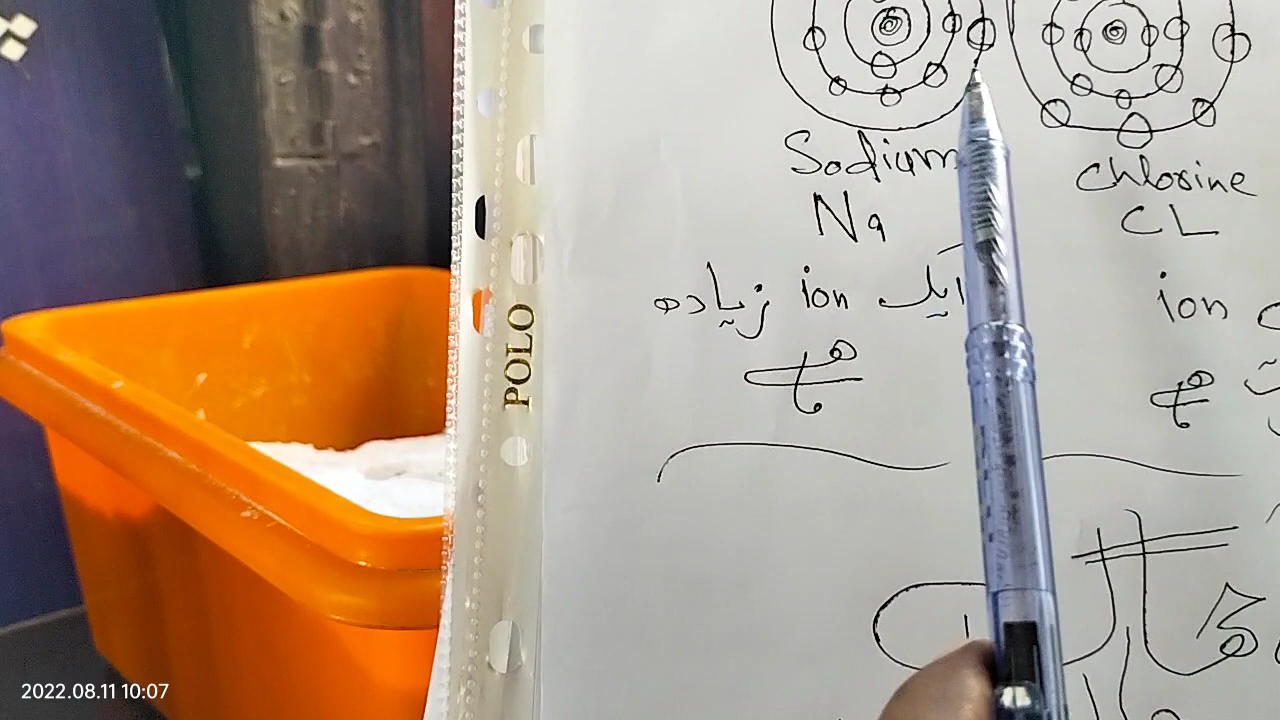 Sodium
Chlorine
Na
CL
ایک ion زیادہ
ہے
ion
ہے
POLO
2022.08.11 10:07